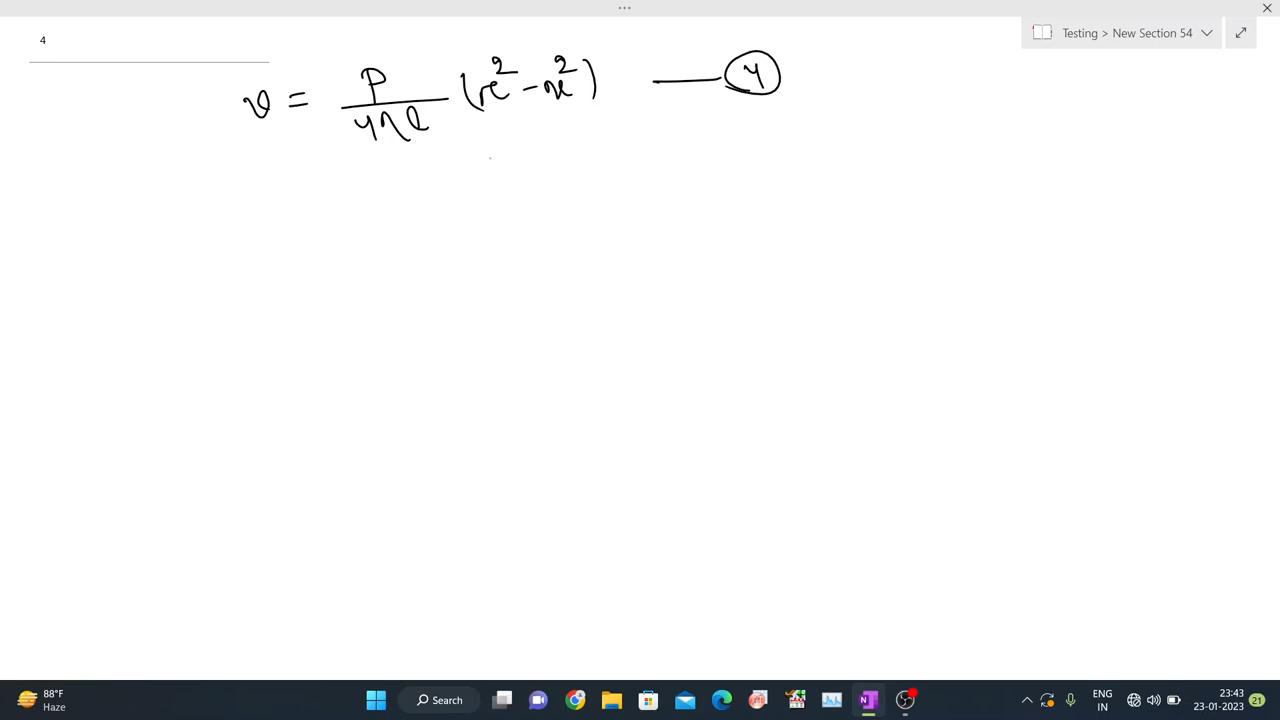 ...
Testing > New Section 54
4
v = P/4ηl (r² - x²) —— 4
88°F
Haze
Search
ENG
IN
23:43
23-01-2023
21